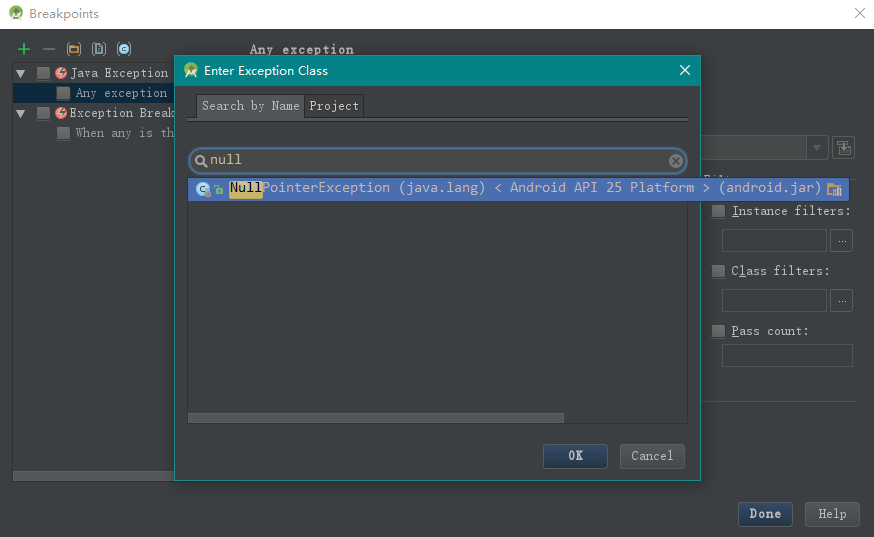 Breakpoints
Any exception
Java Exception
Any exception
Exception Break
When any is th
Enter Exception Class
Search by Name
Project
null
NullPointerException (java.lang) < Android API 25 Platform > (android.jar)
Instance filters:
...
Class filters:
...
Pass count:
OK
Cancel
Done
Help